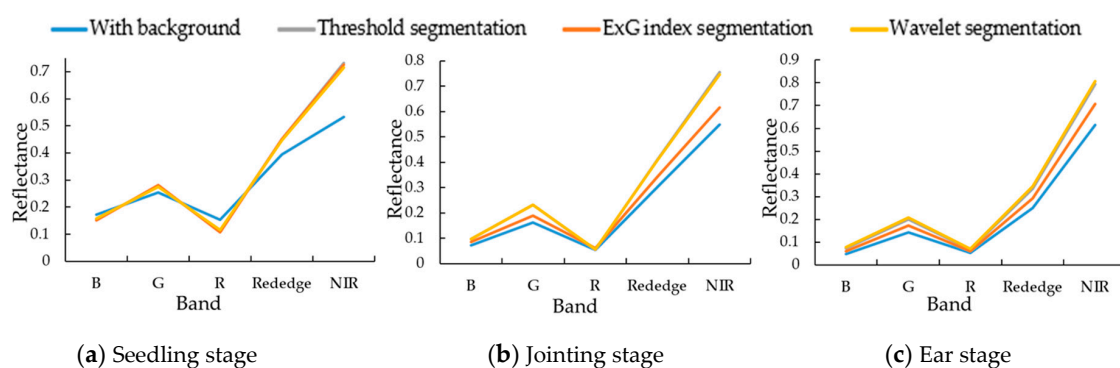 With background Threshold segmentation ExG index segmentation Wavelet segmentation
Reflectance
0.7
0.6
0.5
0.4
0.3
0.2
0.1
0
B G R Rededge NIR
Band
(a) Seedling stage
Reflectance
0.8
0.7
0.6
0.5
0.4
0.3
0.2
0.1
0
B G R Rededge NIR
Band
(b) Jointing stage
Reflectance
0.9
0.8
0.7
0.6
0.5
0.4
0.3
0.2
0.1
0
B G R Rededge NIR
Band
(c) Ear stage